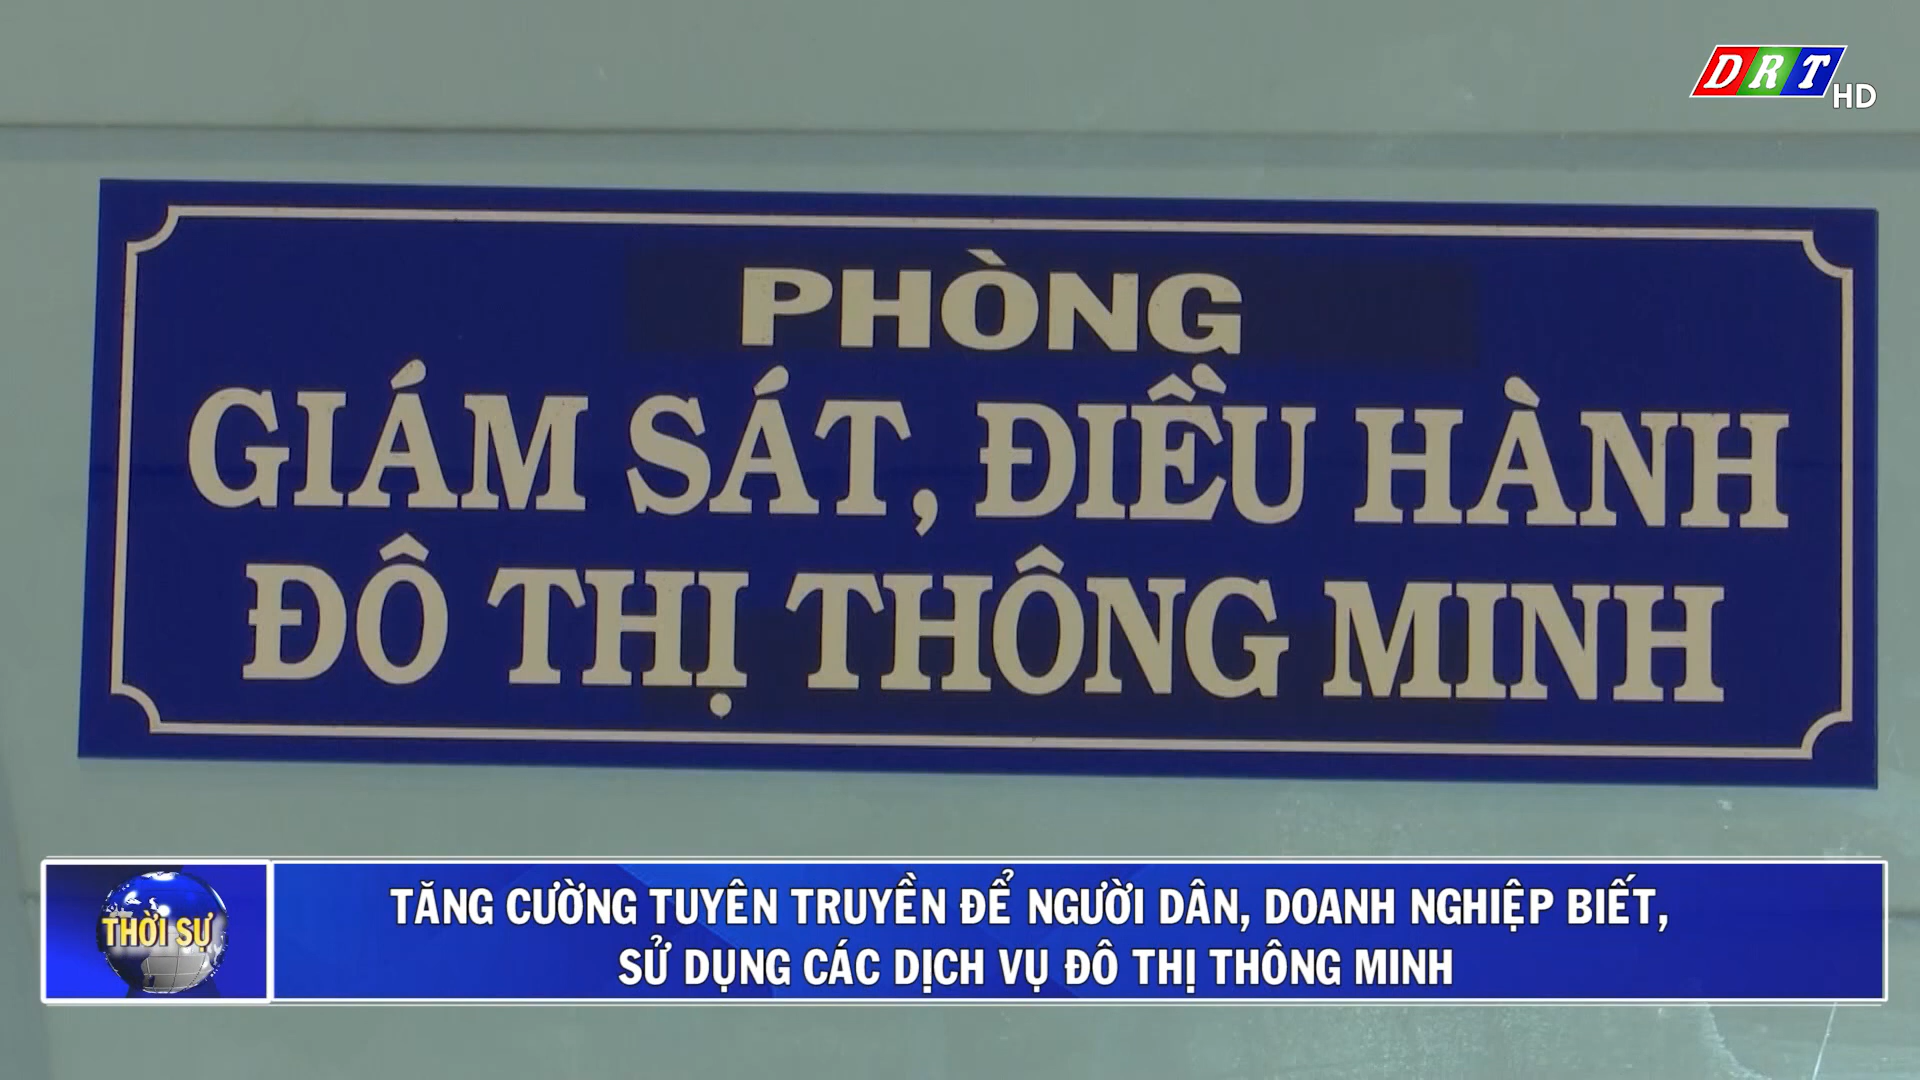 DRT HD
PHÒNG
GIÁM SÁT, ĐIỀU HÀNH
ĐÔ THỊ THÔNG MINH
THỜI SỰ
TĂNG CƯỜNG TUYÊN TRUYỀN ĐỂ NGƯỜI DÂN, DOANH NGHIỆP BIẾT,
SỬ DỤNG CÁC DỊCH VỤ ĐÔ THỊ THÔNG MINH